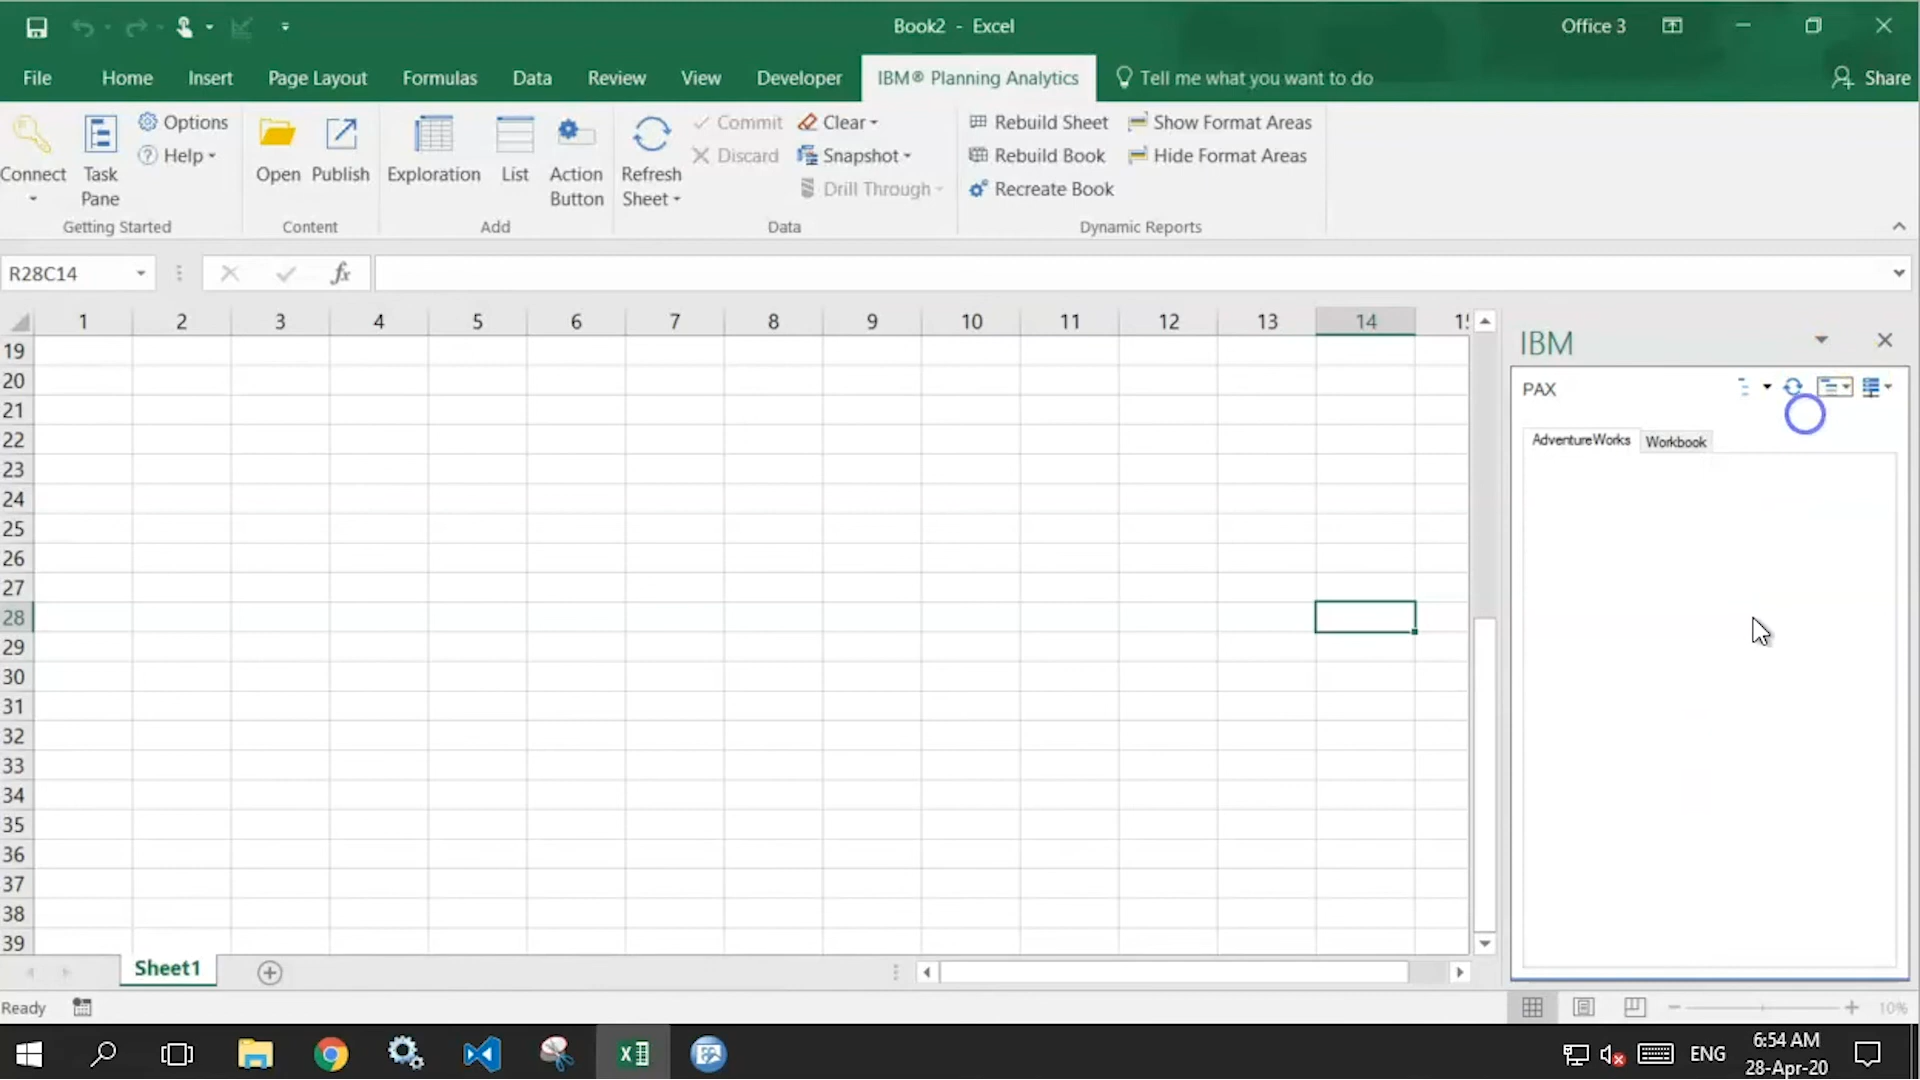 Book2 - Excel
Office 3
File Home Insert Page Layout Formulas Data Review View Developer IBM® Planning Analytics Tell me what you want to do Share
Connect
Task Pane
Options
Help
Getting Started
Open
Publish
Content
Exploration
List
Action Button
Add
Refresh Sheet
Commit
Discard
Clear
Snapshot
Drill Through
Data
Rebuild Sheet
Rebuild Book
Recreate Book
Show Format Areas
Hide Format Areas
Dynamic Reports
R28C14
fx
1 2 3 4 5 6 7 8 9 10 11 12 13 14
19
20
21
22
23
24
25
26
27
28
29
30
31
32
33
34
35
36
37
38
39
IBM
PAX
AdventureWorks Workbook
Sheet1
Ready
10%
ENG
6:54 AM
28-Apr-20